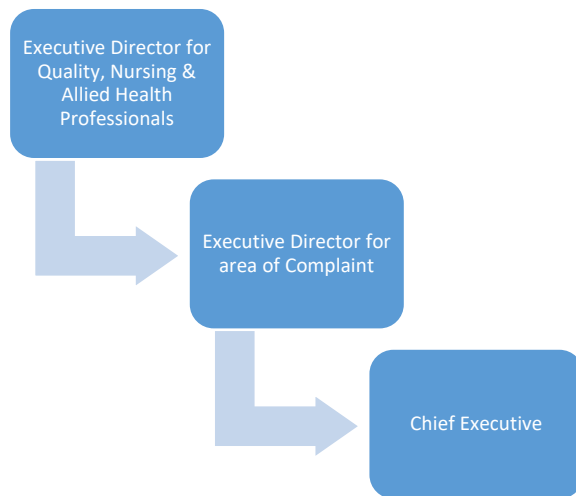 Executive Director for
Quality, Nursing &
Allied Health
Professionals
Executive Director for
area of Complaint
Chief Executive